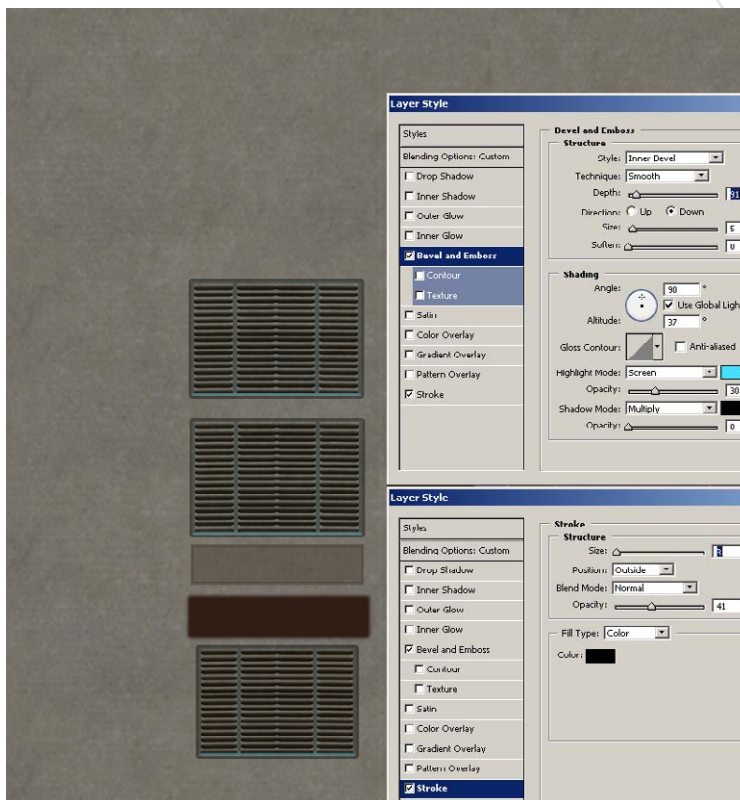 Layer Style
Styles
Blending Options: Custom
Drop Shadow
Inner Shadow
Outer Glow
Inner Glow
Bevel and Emboss
Contour
Texture
Satin
Color Overlay
Gradient Overlay
Pattern Overlay
Stroke
Bevel and Emboss
Structure
Style: Inner Bevel
Technique: Smooth
Depth: 91
Direction: Up Down
Size: 5
Soften: 0
Shading
Angle: 90 °
Use Global Ligh
Altitude: 37 °
Gloss Contour: Anti-aliased
Highlight Mode: Screen
Opacity: 30
Shadow Mode: Multiply
Opacity: 0
Layer Style
Styles
Blending Options: Custom
Drop Shadow
Inner Shadow
Outer Glow
Inner Glow
Bevel and Emboss
Contour
Texture
Satin
Color Overlay
Gradient Overlay
Pattern Overlay
Stroke
Stroke
Structure
Size: 3
Position: Outside
Blend Mode: Normal
Opacity: 41
Fill Type: Color
Color: